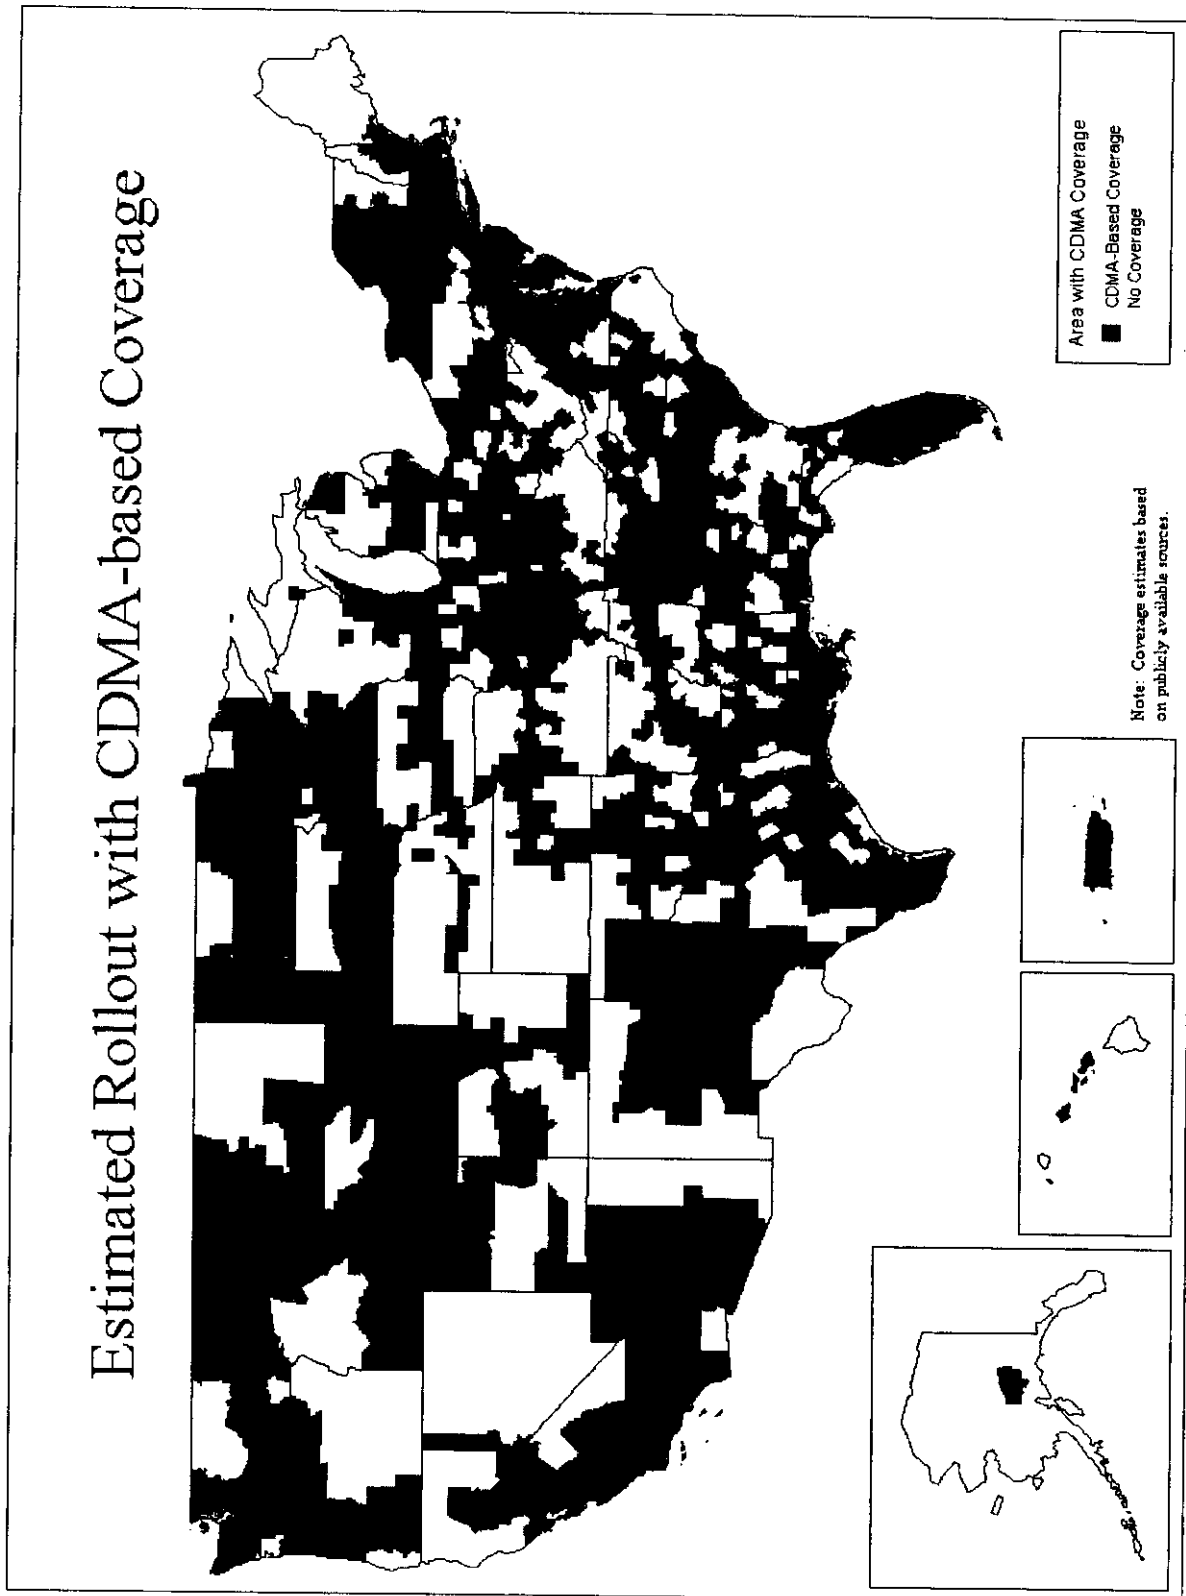 Estimated Rollout with CDMA-based Coverage
Area with CDMA Coverage
CDMA-Based Coverage
No Coverage
Note: Coverage estimates based
on publicly available sources.